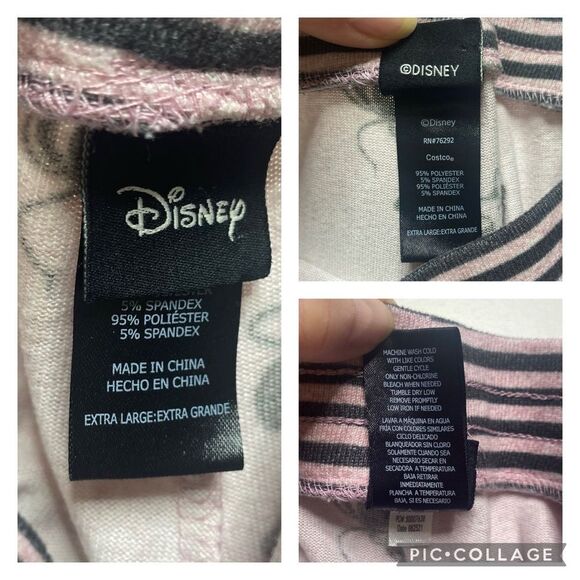 Disney
5% SPANDEX
95% POLIÉSTER
5% SPANDEX
MADE IN CHINA
HECHO EN CHINA
EXTRA LARGE:EXTRA GRANDE
©DISNEY
©Disney
RN#76292
Costco®
95% POLYESTER
5% SPANDEX
95% POLIÉSTER
5% SPANDEX
MADE IN CHINA
HECHO EN CHINA
EXTRA LARGE:EXTRA GRANDE
MACHINE WASH COLD
WITH LIKE COLORS
GENTLE CYCLE
ONLY NON-CHLORINE
BLEACH WHEN NEEDED
TUMBLE DRY LOW
REMOVE PROMPTLY
LOW IRON IF NEEDED
LAVAR A MÁQUINA EN AGUA
FRÍA CON COLORES SIMILARES
CICLO DELICADO
BLANQUEADOR SIN CLORO
SOLAMENTE CUANDO SEA
NECESARIO SECAR EN
SECADORA A TEMPERATURA
BAJA RETIRAR
INMEDIATAMENTE
PLANCHA A TEMPERATURA
BAJA, SI ES NECESARIO
PIC•COLLAGE